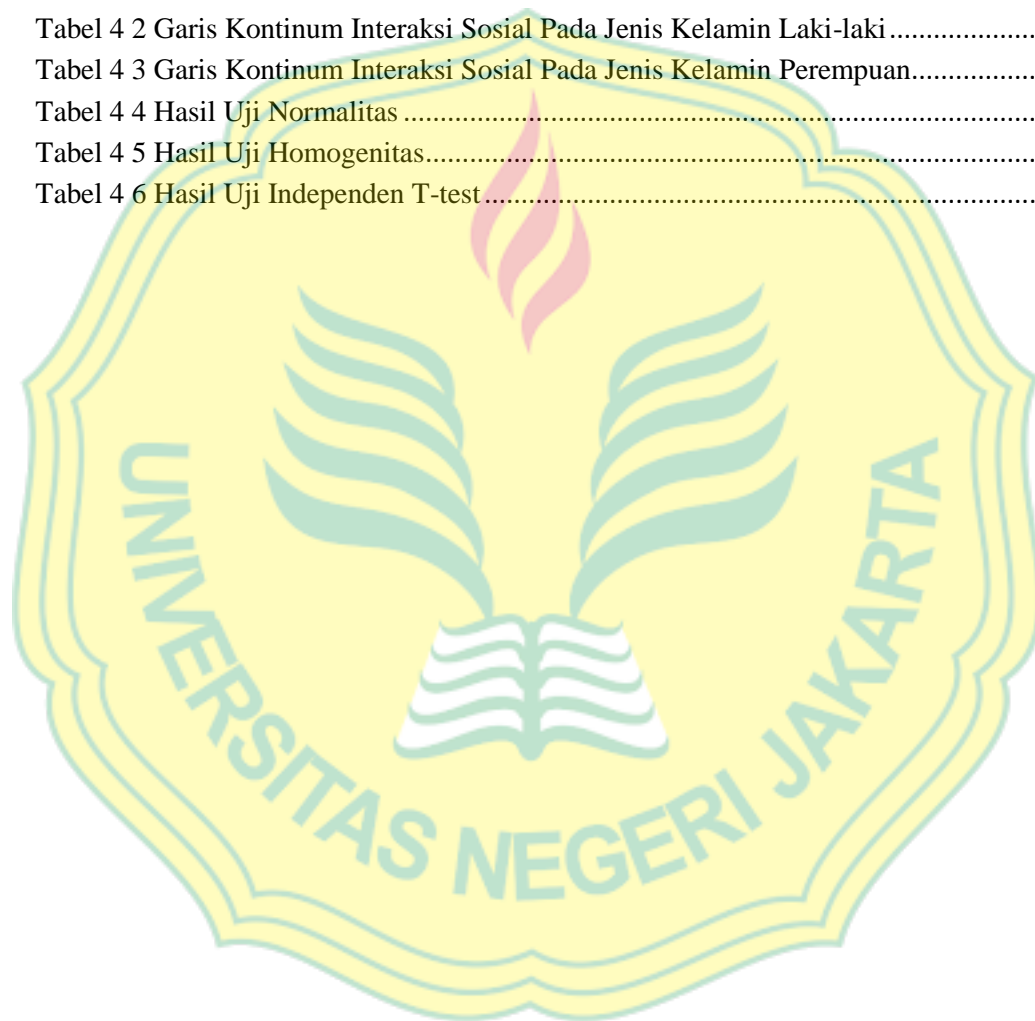 Tabel 4 2 Garis Kontinum Interaksi Sosial Pada Jenis Kelamin Laki-laki...................
Tabel 4 3 Garis Kontinum Interaksi Sosial Pada Jenis Kelamin Perempuan................
Tabel 4 4 Hasil Uji Normalitas....................................................................................
Tabel 4 5 Hasil Uji Homogenitas.................................................................................
Tabel 4 6 Hasil Uji Independen T-test..........................................................................
UNIVERSITAS NEGERI JAKARTA